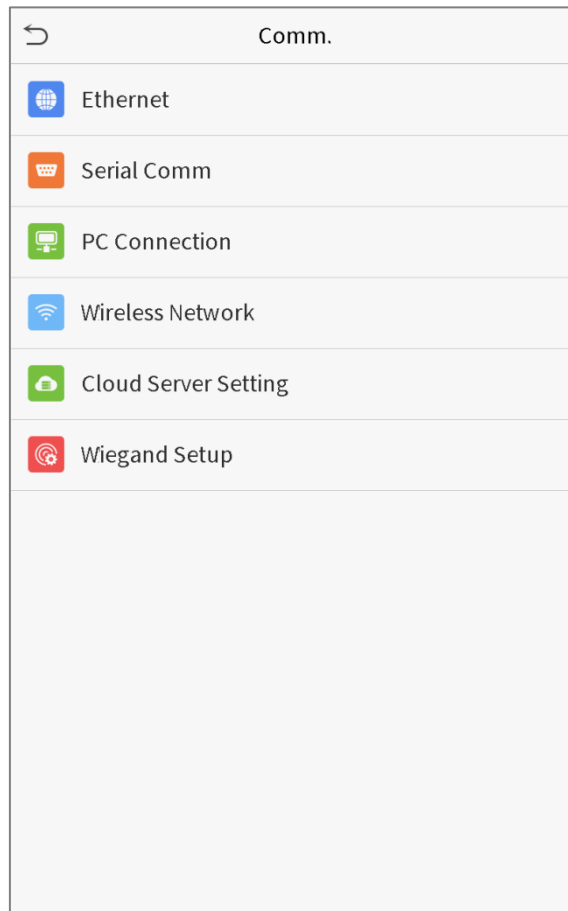 Comm.
Ethernet
Serial Comm
PC Connection
Wireless Network
Cloud Server Setting
Wiegand Setup